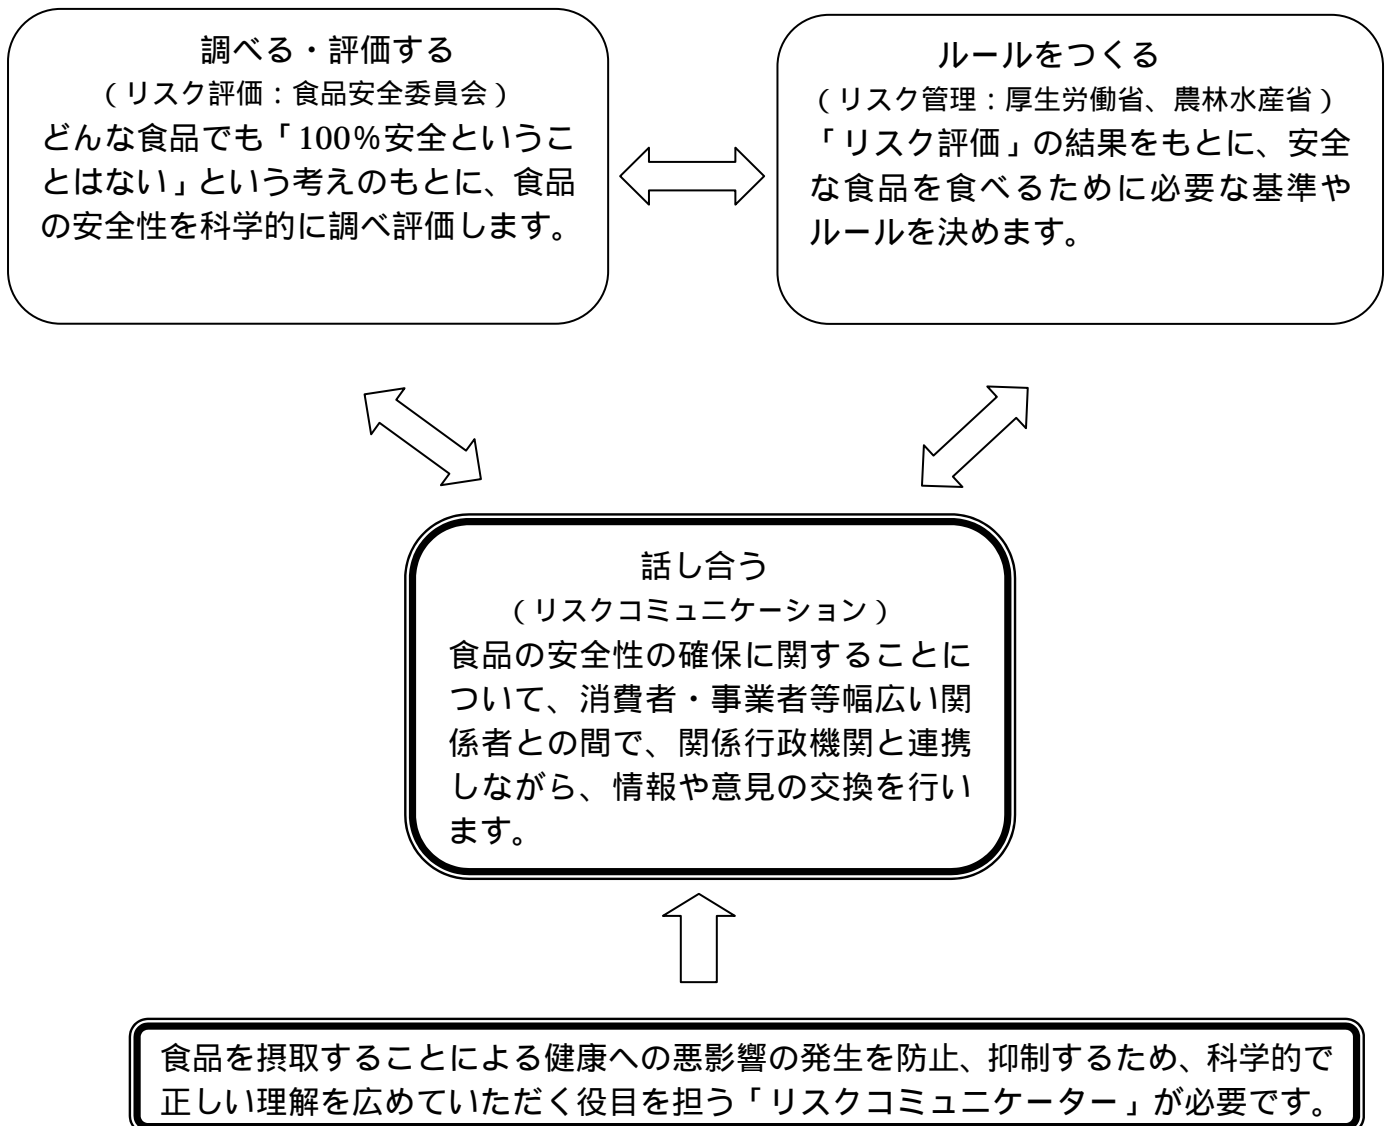 調べる・評価する
（リスク評価：食品安全委員会）
どんな食品でも「100％安全というこ
とはない」という考えのもとに、食品
の安全性を科学的に調べ評価します。
ルールをつくる
（リスク管理：厚生労働省、農林水産省）
「リスク評価」の結果をもとに、安全
な食品を食べるために必要な基準や
ルールを決めます。
話し合う
（リスクコミュニケーション）
食品の安全性の確保に関することに
ついて、消費者・事業者等幅広い関
係者との間で、関係行政機関と連携
しながら、情報や意見の交換を行い
ます。
食品を摂取することによる健康への悪影響の発生を防止、抑制するため、科学的で
正しい理解を広めていただく役目を担う「リスクコミュニケーター」が必要です。